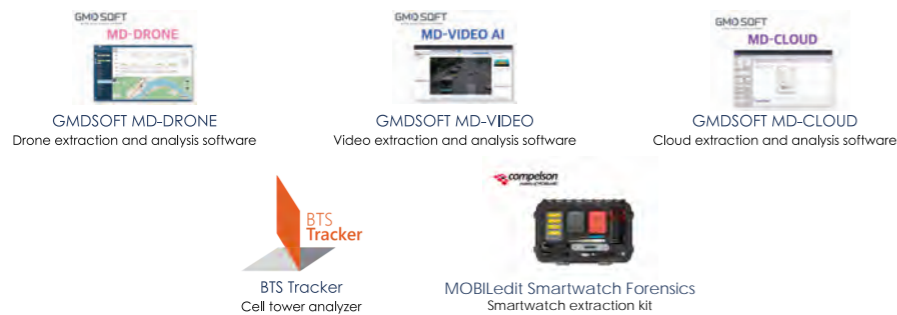 GMDSOFT
MD-DRONE
GMDSOFT MD-DRONE
Drone extraction and analysis software
GMDSOFT
MD-VIDEO AI
GMDSOFT MD-VIDEO
Video extraction and analysis software
GMDSOFT
MD-CLOUD
GMDSOFT MD-CLOUD
Cloud extraction and analysis software
BTS
Tracker
BTS Tracker
Cell tower analyzer
compelson
MOBILedit Smartwatch Forensics
Smartwatch extraction kit